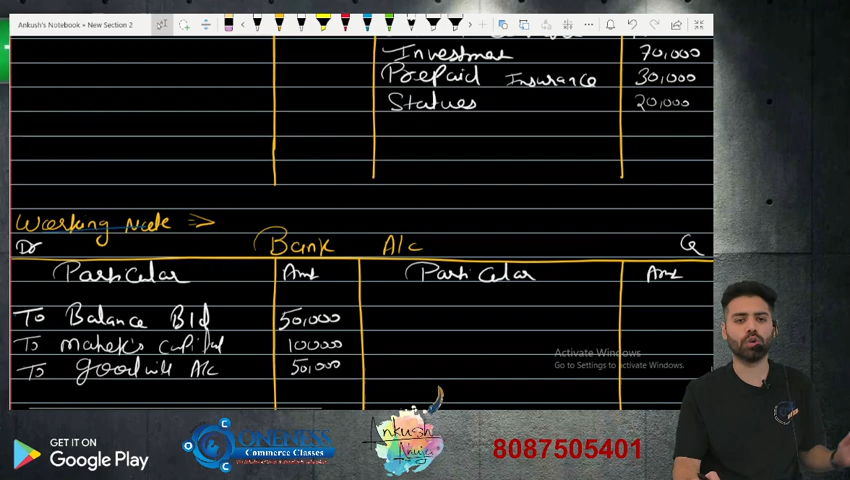 Ankush's Notebook » New Section 2
Investment 70,000
Prepaid Insurance 30,000
Statues 20,000
Working Note =>
Dr Bank A/c Cr
Particular Amt Particular Amt
To Balance B/d 50,000
To Mahek's capital 100000
To goodwill A/c 50,000
Activate Windows
Go to Settings to activate Windows.
GET IT ON
Google Play
ONENESS
Commerce Classes
Ankush
8087505401